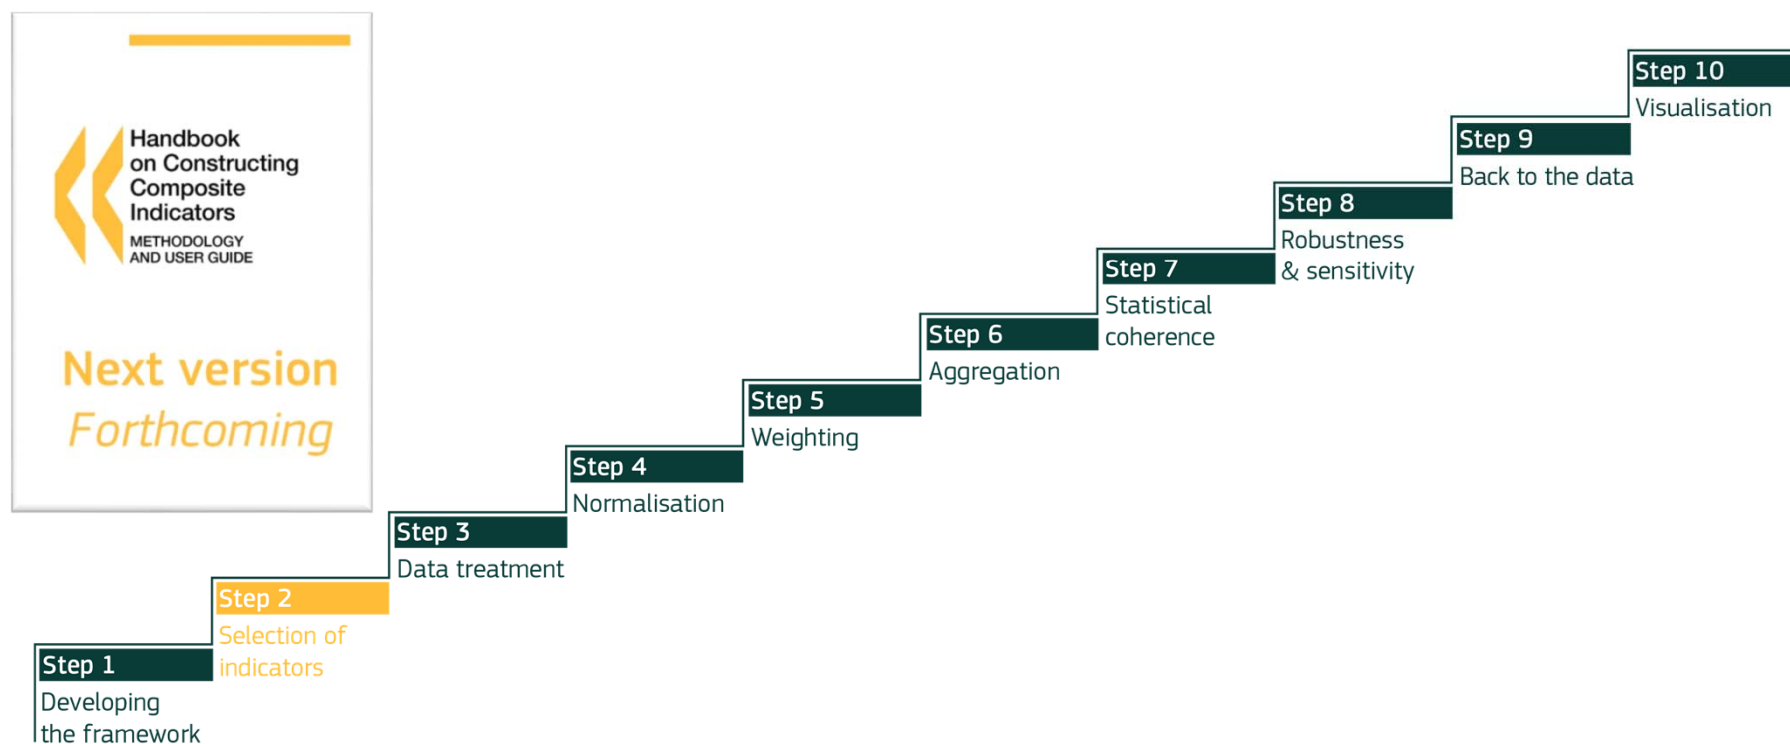 Handbook
on Constructing
Composite
Indicators
METHODOLOGY
AND USER GUIDE
Next version
Forthcoming
Step 1
Developing
the framework
Step 2
Selection of
indicators
Step 3
Data treatment
Step 4
Normalisation
Step 5
Weighting
Step 6
Aggregation
Step 7
Statistical
coherence
Step 8
Robustness
& sensitivity
Step 9
Back to the data
Step 10
Visualisation